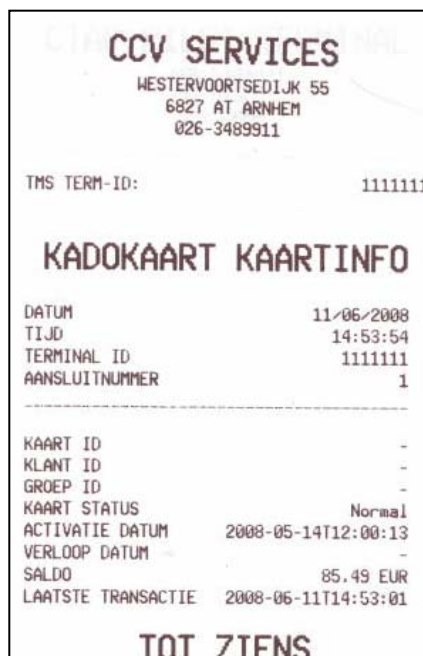 CCV SERVICES
WESTERVOORTSEDIJK 55
6827 AT ARNHEM
026-3489911
TMS TERM-ID: 1111111
KADOKAART KAARTINFO
DATUM 11/06/2008
TIJD 14:53:54
TERMINAL ID 1111111
AANSLUITNUMMER 1
KAART ID -
KLANT ID -
GROEP ID -
KAART STATUS Normal
ACTIVATIE DATUM 2008-05-14T12:00:13
VERLOOP DATUM -
SALDO 85.49 EUR
LAATSTE TRANSACTIE 2008-06-11T14:53:01
TOT ZIENS